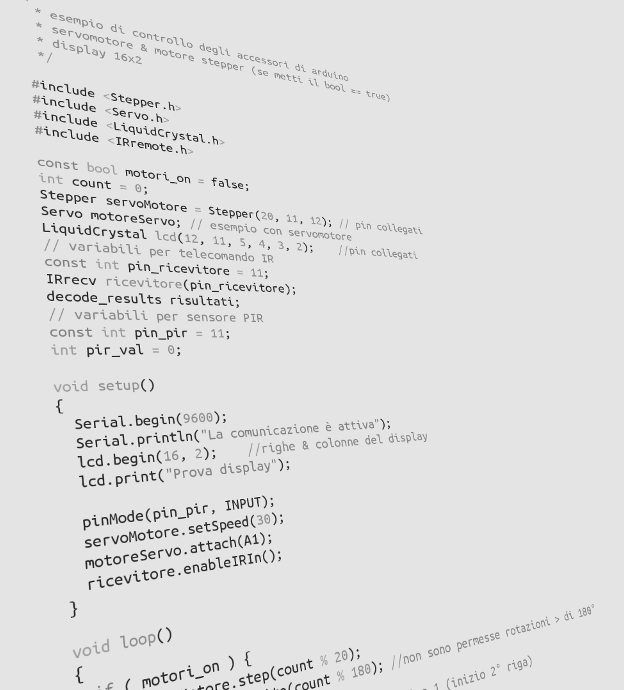 * esempio di controllo degli accessori di arduino
* servomotore & motore stepper (se metti il bool == true)
* display 16x2
*/
#include <Stepper.h>
#include <Servo.h>
#include <LiquidCrystal.h>
#include <IRremote.h>
const bool motori_on = false;
int count = 0;
Stepper servoMotore = Stepper(20, 11, 12); // pin collegati
Servo motoreServo; // esempio con servomotore
LiquidCrystal lcd(12, 11, 5, 4, 3, 2); //pin collegati
// variabili per telecomando IR
const int pin_ricevitore = 11;
IRrecv ricevitore(pin_ricevitore);
decode_results risultati;
// variabili per sensore PIR
const int pin_pir = 11;
int pir_val = 0;
void setup()
{
Serial.begin(9600);
Serial.println("La comunicazione è attiva");
lcd.begin(16, 2); //righe & colonne del display
lcd.print("Prova display");
pinMode(pin_pir, INPUT);
servoMotore.setSpeed(30);
motoreServo.attach(A1);
ricevitore.enableIRIn();
}
void loop()
{
if ( motori_on ) {
tore.step(count % 20);
(count % 180); //non sono permesse rotazioni > di 180°
1 (inizio 2° riga)